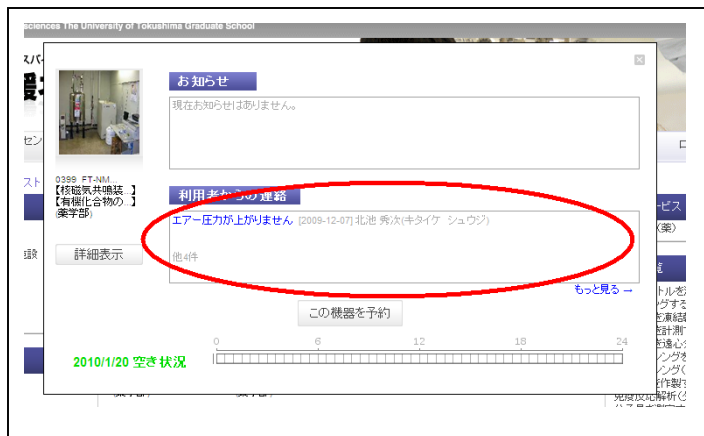 sciences The University of Tokushima Graduate School
お知らせ
現在お知らせはありません。
0399 FT-NM...
【核磁気共鳴装...】
【有機化合物の...】
(薬学部)
詳細表示
利用者からの連絡
エアー圧力が上がりません [2009-12-07] 北池 秀次(キタイケ シュウジ)
他4件
もっと見る →
この機器を予約
0 6 12 18 24
2010/1/20 空き状況